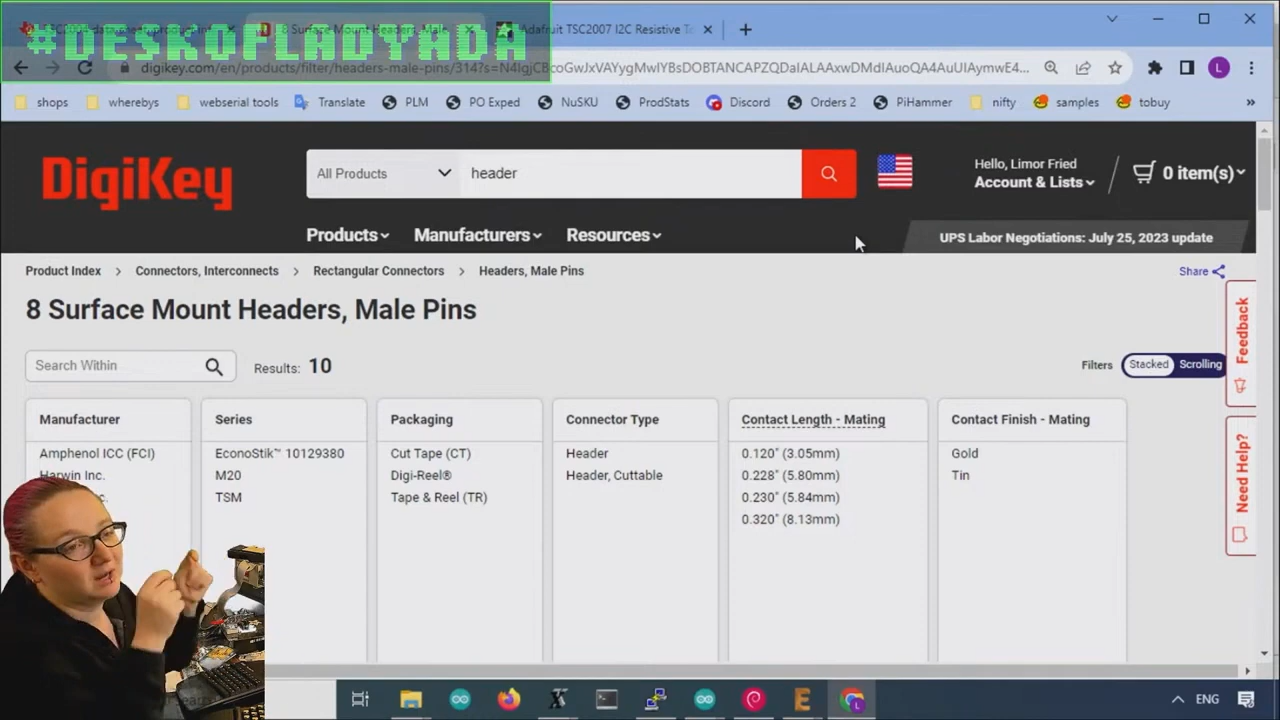 #DESKOFLADYADA
8 Surface Mount Headers, Male
Adafruit TSC2007 I2C Resistive To
digikey.com/en/products/filter/headers-male-pins/314?s=
shops
wherebys
webserial tools
Translate
PLM
PO Exped
NuSKU
ProdStats
Discord
Orders 2
PiHammer
nifty
samples
tobuy
»
DigiKey
All Products
header
Hello, Limor Fried
Account & Lists
0 item(s)
Products
Manufacturers
Resources
UPS Labor Negotiations: July 25, 2023 update
Product Index > Connectors, Interconnects > Rectangular Connectors > Headers, Male Pins
Share
8 Surface Mount Headers, Male Pins
Search Within
Results: 10
Filters
Stacked
Scrolling
Feedback
Need Help?
Manufacturer
Amphenol ICC (FCI)
Harwin Inc.
Series
EconoStik™ 10129380
M20
TSM
Packaging
Cut Tape (CT)
Digi-Reel®
Tape & Reel (TR)
Connector Type
Header
Header, Cuttable
Contact Length - Mating
0.120" (3.05mm)
0.228" (5.80mm)
0.230" (5.84mm)
0.320" (8.13mm)
Contact Finish - Mating
Gold
Tin
ENG